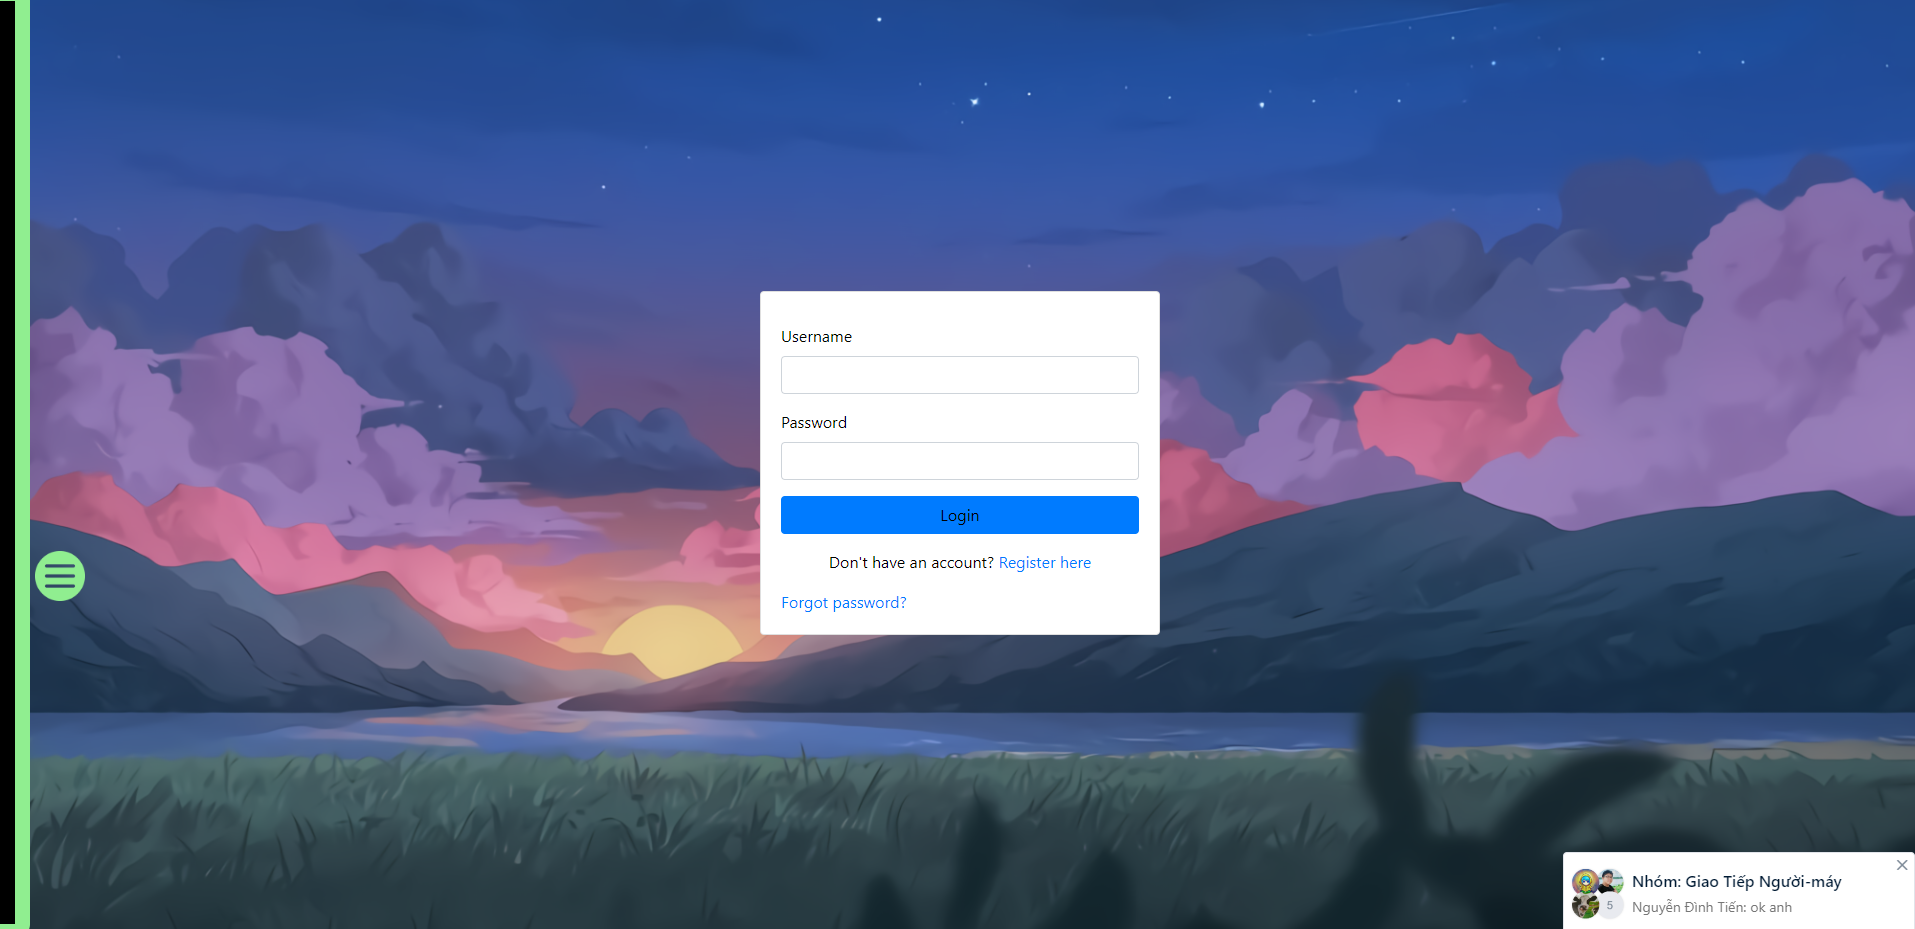 Username
Password
Login
Don't have an account? Register here
Forgot password?
Nhóm: Giao Tiếp Người-máy
5
Nguyễn Đình Tiến: ok anh